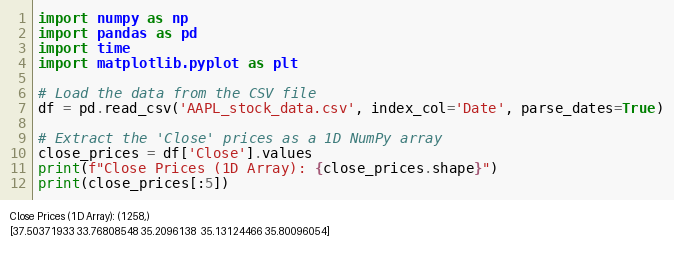 1 import numpy as np
2 import pandas as pd
3 import time
4 import matplotlib.pyplot as plt
5
6 # Load the data from the CSV file
7 df = pd.read_csv('AAPL_stock_data.csv', index_col='Date', parse_dates=True)
8
9 # Extract the 'Close' prices as a 1D NumPy array
10 close_prices = df['Close'].values
11 print(f"Close Prices (1D Array): {close_prices.shape}")
12 print(close_prices[:5])
Close Prices (1D Array): (1258,)
[37.50371933 33.76808548 35.2096138  35.13124466 35.80096054]